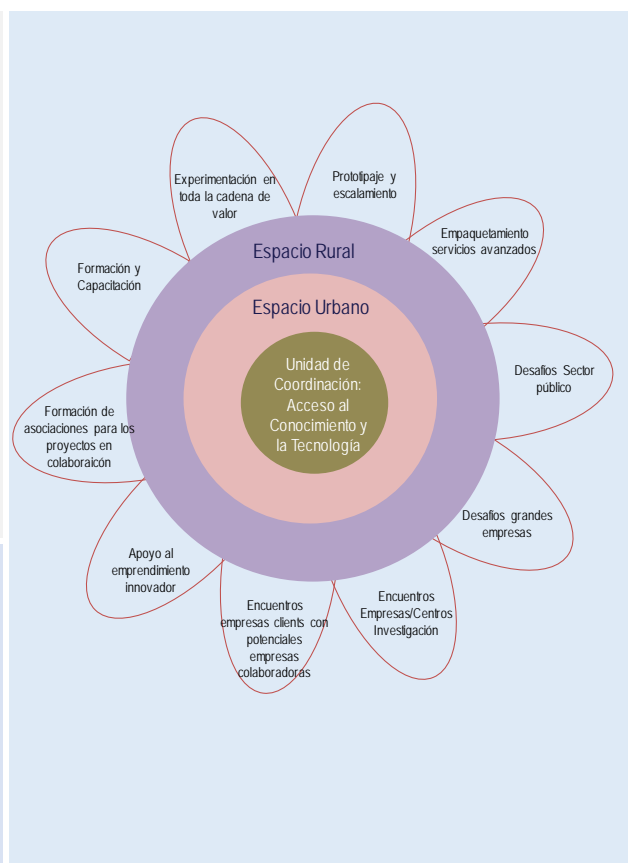 Experimentación en
toda la cadena de
valor
Prototipaje y
escalamiento
Empaquetamiento
servicios avanzados
Desafíos Sector
público
Desafíos grandes
empresas
Encuentros
Empresas/Centros
Investigación
Encuentros
empresas clients con
potenciales
empresas
colaboradoras
Apoyo al
emprendimiento
innovador
Formación de
asociaciones para los
proyectos en
colaboraicón
Formación y
Capacitación
Espacio Rural
Espacio Urbano
Unidad de
Coordinación:
Acceso al
Conocimiento y
la Tecnología